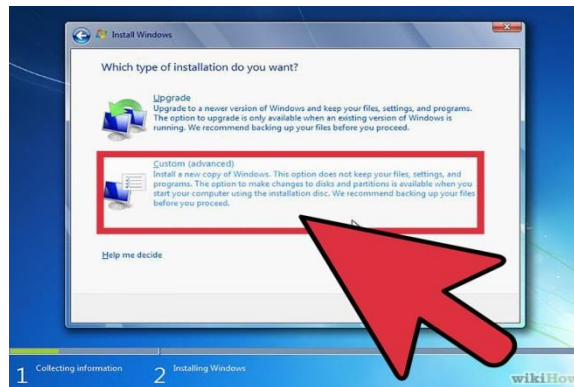 Install Windows
Which type of installation do you want?
Upgrade
Upgrade to a newer version of Windows and keep your files, settings, and programs.
The option to upgrade is only available when an existing version of Windows is
running. We recommend backing up your files before you proceed.
Custom (advanced)
Install a new copy of Windows. This option does not keep your files, settings, and
programs. The option to make changes to disks and partitions is available when you
start your computer using the installation disc. We recommend backing up your files
before you proceed.
Help me decide
1 Collecting information
2 Installing Windows
wikiHow